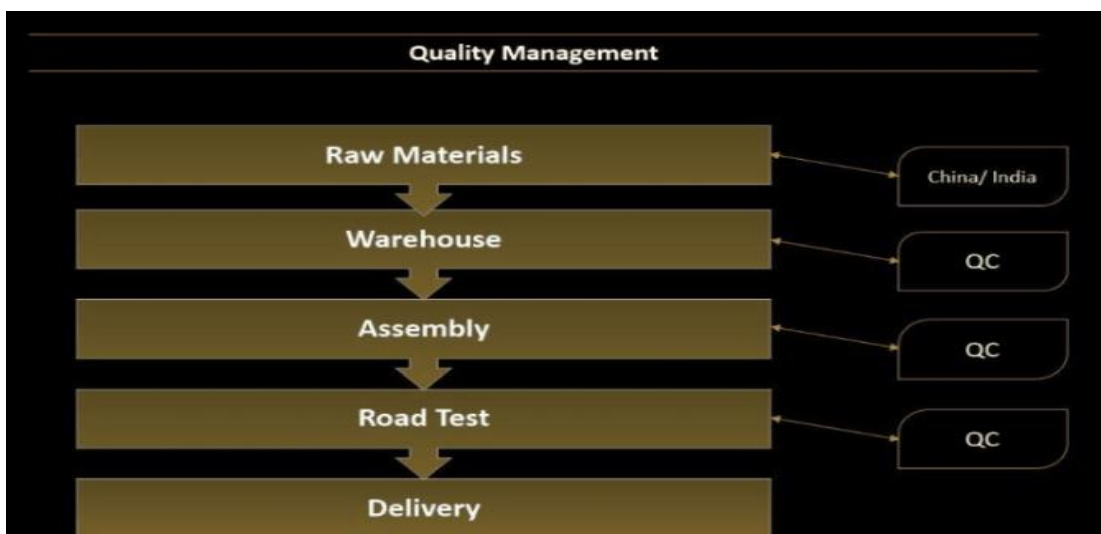 Quality Management
Raw Materials
China/ India
Warehouse
QC
Assembly
QC
Road Test
QC
Delivery